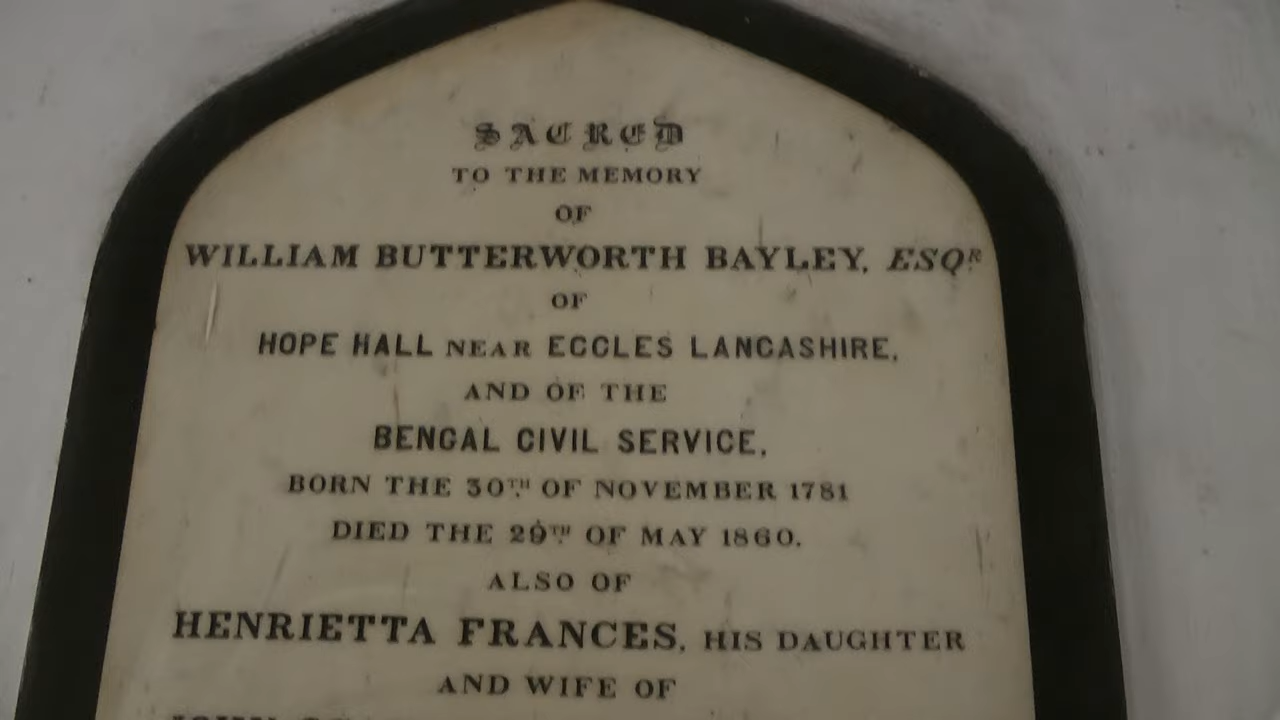 SACRED
TO THE MEMORY
OF
WILLIAM BUTTERWORTH BAYLEY, ESQR
OF
HOPE HALL NEAR ECCLES LANCASHIRE,
AND OF THE
BENGAL CIVIL SERVICE,
BORN THE 30TH OF NOVEMBER 1781
DIED THE 29TH OF MAY 1860.
ALSO OF
HENRIETTA FRANCES, HIS DAUGHTER
AND WIFE OF